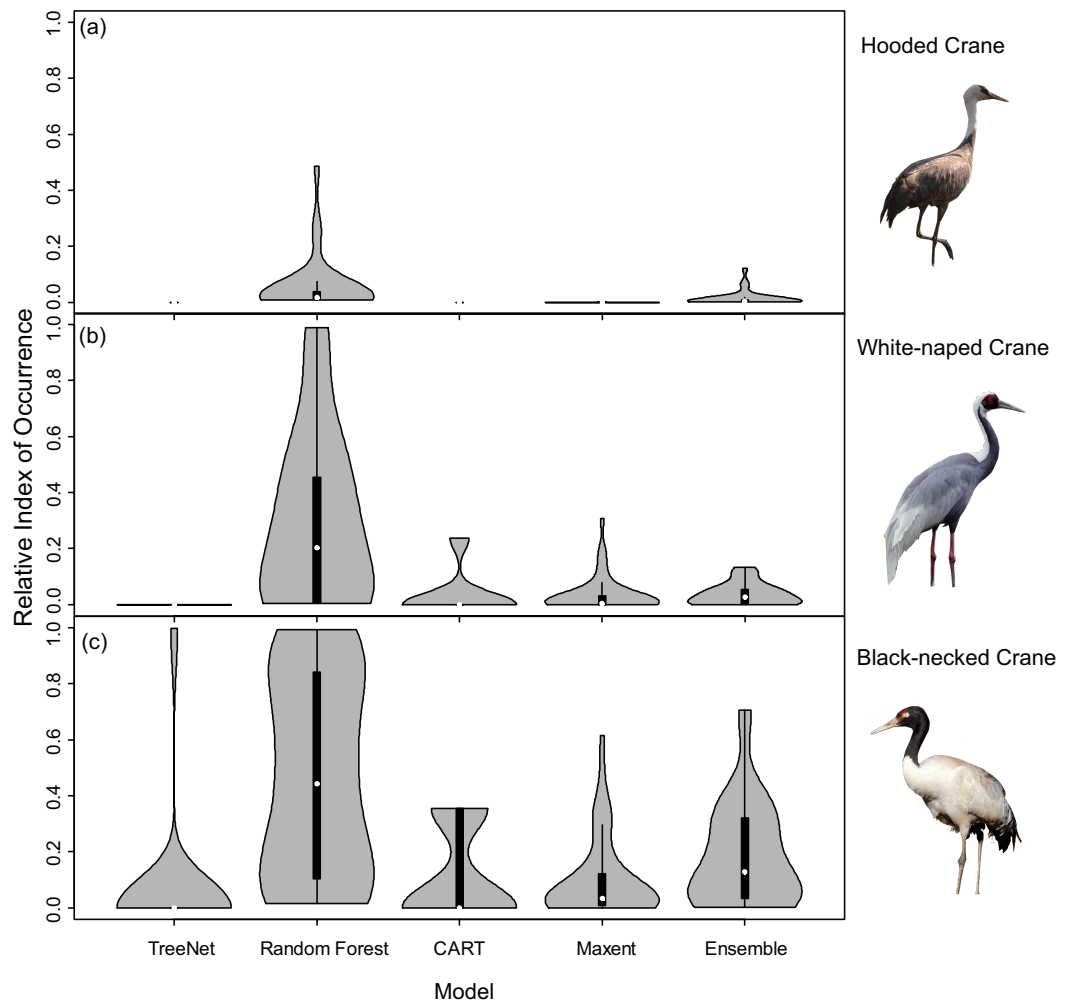 (a)
1.0
0.8
0.6
0.4
0.2
0.0
Hooded Crane
(b)
1.0
0.8
0.6
0.4
0.2
0.0
White-naped Crane
(c)
1.0
0.8
0.6
0.4
0.2
0.0
Black-necked Crane
Relative Index of Occurrence
TreeNet Random Forest CART Maxent Ensemble
Model